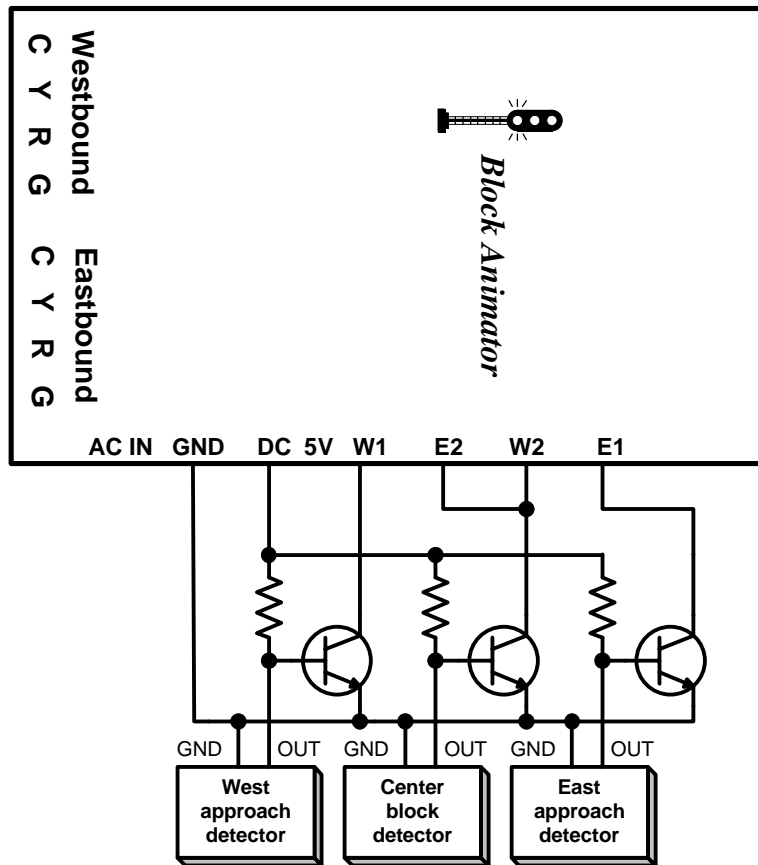 Westbound
C Y R G
Eastbound
C Y R G
Block Animator
AC IN GND DC 5V W1 E2 W2 E1
GND OUT GND OUT GND OUT
West
approach
detector
Center
block
detector
East
approach
detector